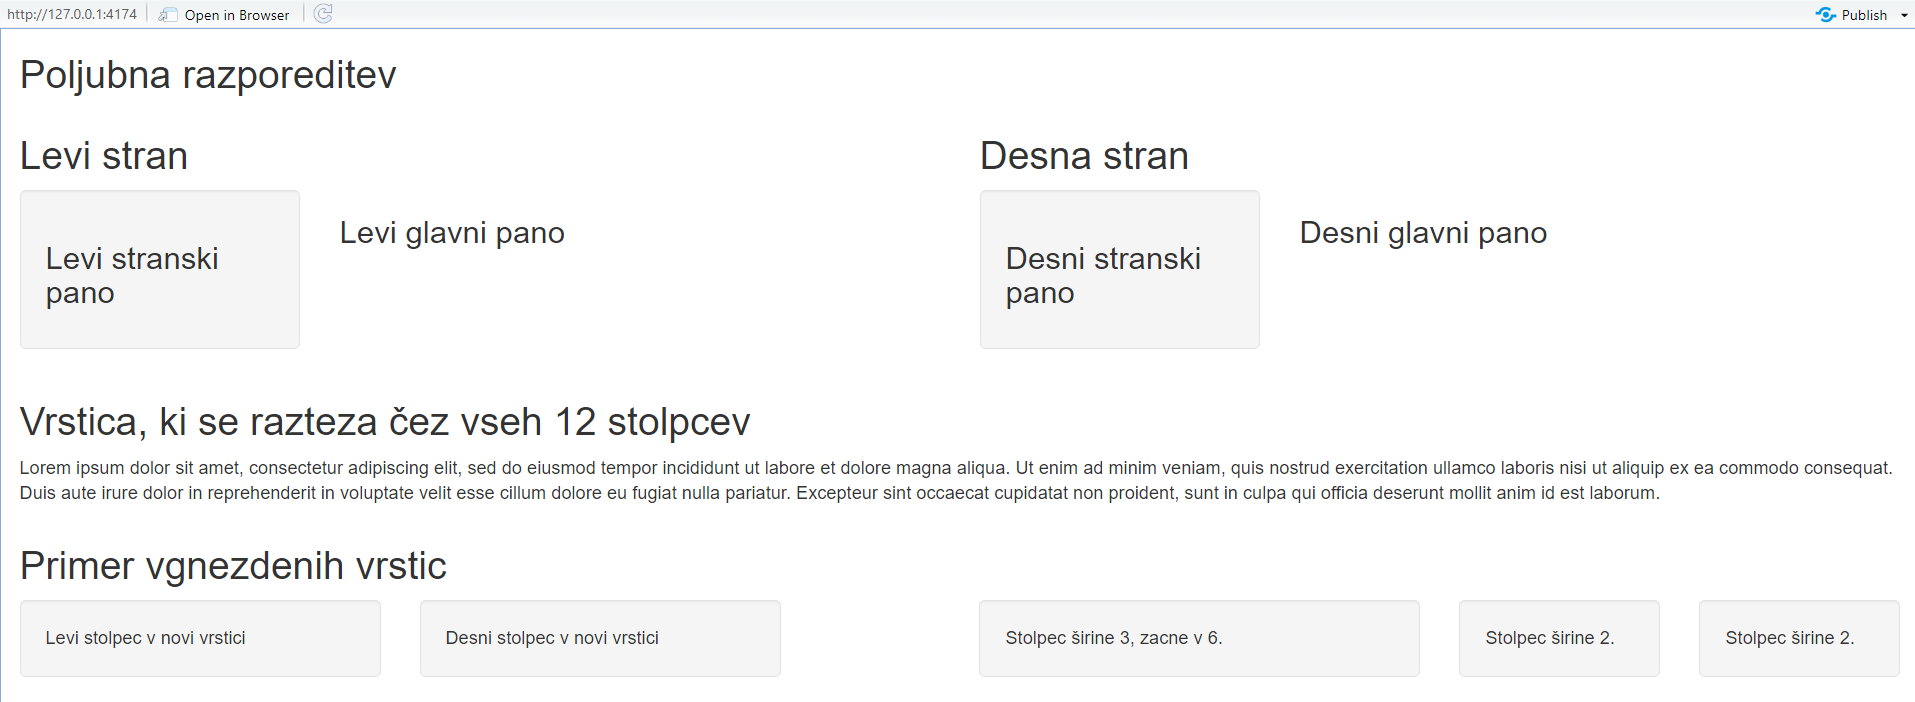 http://127.0.0.1:4174 Open in Browser Publish
Poljubna razporeditev
Levi stran
Desna stran
Levi stranski
pano
Levi glavni pano
Desni stranski
pano
Desni glavni pano
Vrstica, ki se razteza čez vseh 12 stolpcev
Lorem ipsum dolor sit amet, consectetur adipiscing elit, sed do eiusmod tempor incididunt ut labore et dolore magna aliqua. Ut enim ad minim veniam, quis nostrud exercitation ullamco laboris nisi ut aliquip ex ea commodo consequat.
Duis aute irure dolor in reprehenderit in voluptate velit esse cillum dolore eu fugiat nulla pariatur. Excepteur sint occaecat cupidatat non proident, sunt in culpa qui officia deserunt mollit anim id est laborum.
Primer vgnezdenih vrstic
Levi stolpec v novi vrstici
Desni stolpec v novi vrstici
Stolpec širine 3, zacne v 6.
Stolpec širine 2.
Stolpec širine 2.